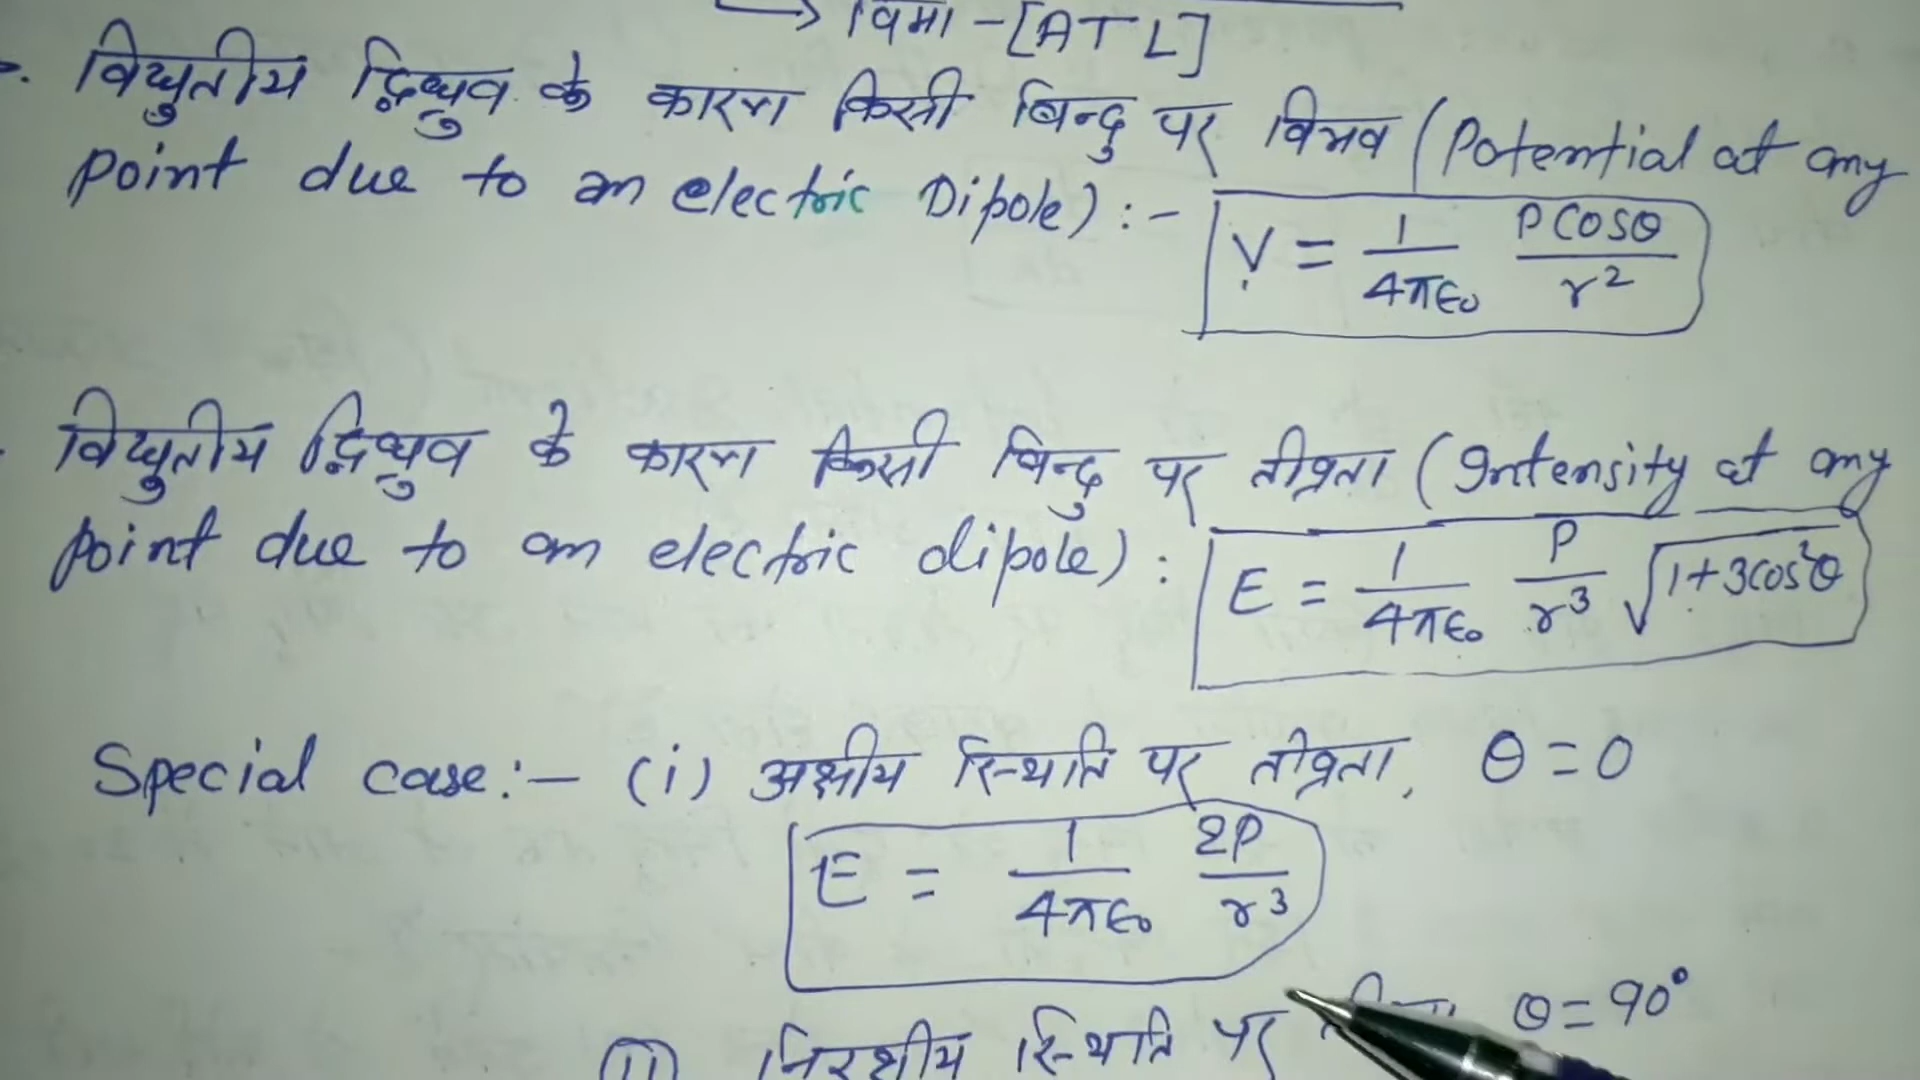 → विमा - [ATL]
विद्युतीय द्विध्रुव के कारण किसी बिन्दु पर विभव (Potential at any
point due to an electric Dipole) :- V = 1/4πϵ₀ PCosθ/r²
विद्युतीय द्विध्रुव के कारण किसी बिन्दु पर तीव्रता (Intensity at any
point due to an electric dipole) : E = 1/4πϵ₀ P/r³ √1+3cos²θ
Special case:- (i) अक्षीय स्थिति पर तीव्रता, θ = 0
E = 1/4πϵ₀ 2P/r³
(ii) निरक्षीय स्थिति पर θ = 90°